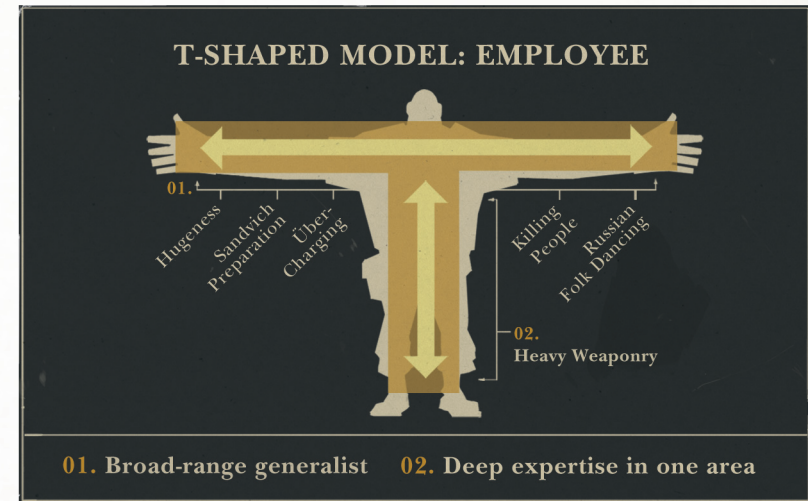 T-SHAPED MODEL: EMPLOYEE
01.
Hugeness
Sandvich
Preparation
Über-
Charging
Killing
People
Russian
Folk Dancing
02.
Heavy Weaponry
01. Broad-range generalist 02. Deep expertise in one area